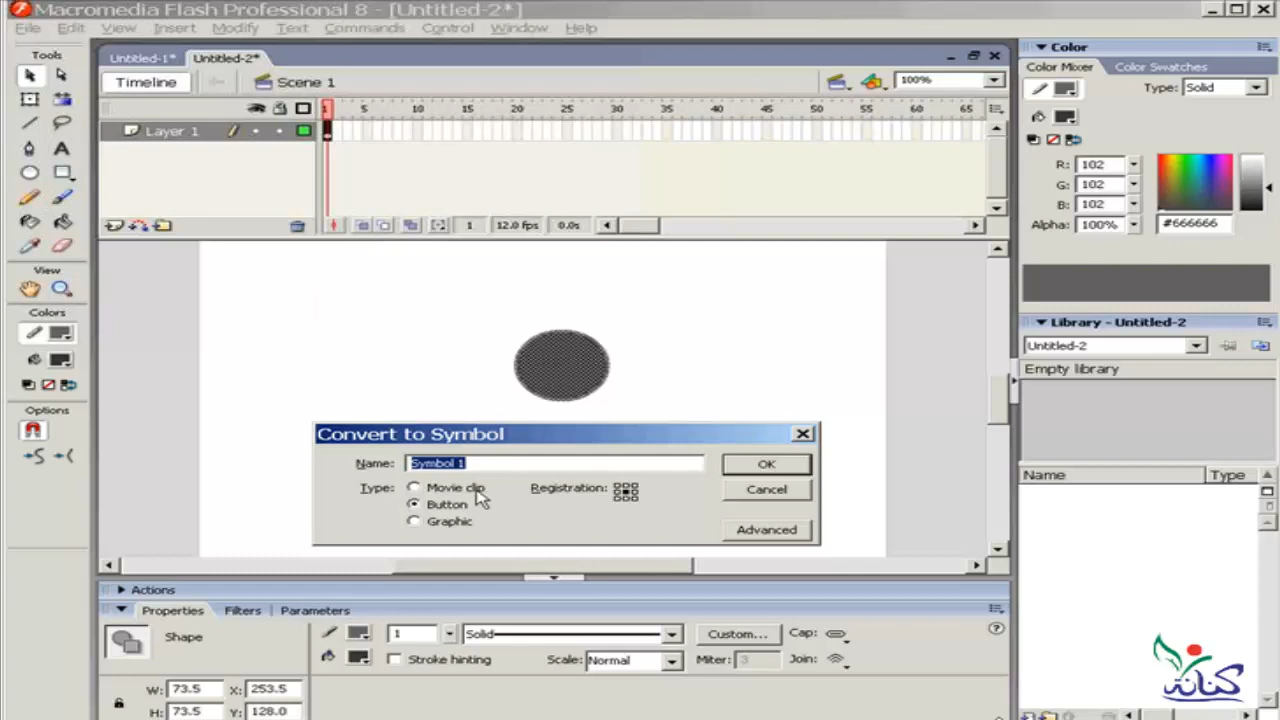 Macromedia Flash Professional 8 - [Untitled-2*]
File Edit View Insert Modify Text Commands Control Window Help
Tools
Untitled-1* Untitled-2*
Timeline Scene 1 100%
1 5 10 15 20 25 30 35 40 45 50 55 60 65
Layer 1
1 12.0 fps 0.0s
View
Colors
Options
Color
Color Mixer Color Swatches
Type: Solid
R: 102
G: 102
B: 102
Alpha: 100% #666666
Library - Untitled-2
Untitled-2
Empty library
Name Type
Convert to Symbol
Name: Symbol 1 OK
Type: Movie clip Registration: Cancel
Button
Graphic
Advanced
Actions
Properties Filters Parameters
Shape 1 Solid Custom... Cap:
Stroke hinting Scale: Normal Miter: 3 Join:
W: 73.5 X: 253.5
H: 73.5 Y: 128.0
كنانة